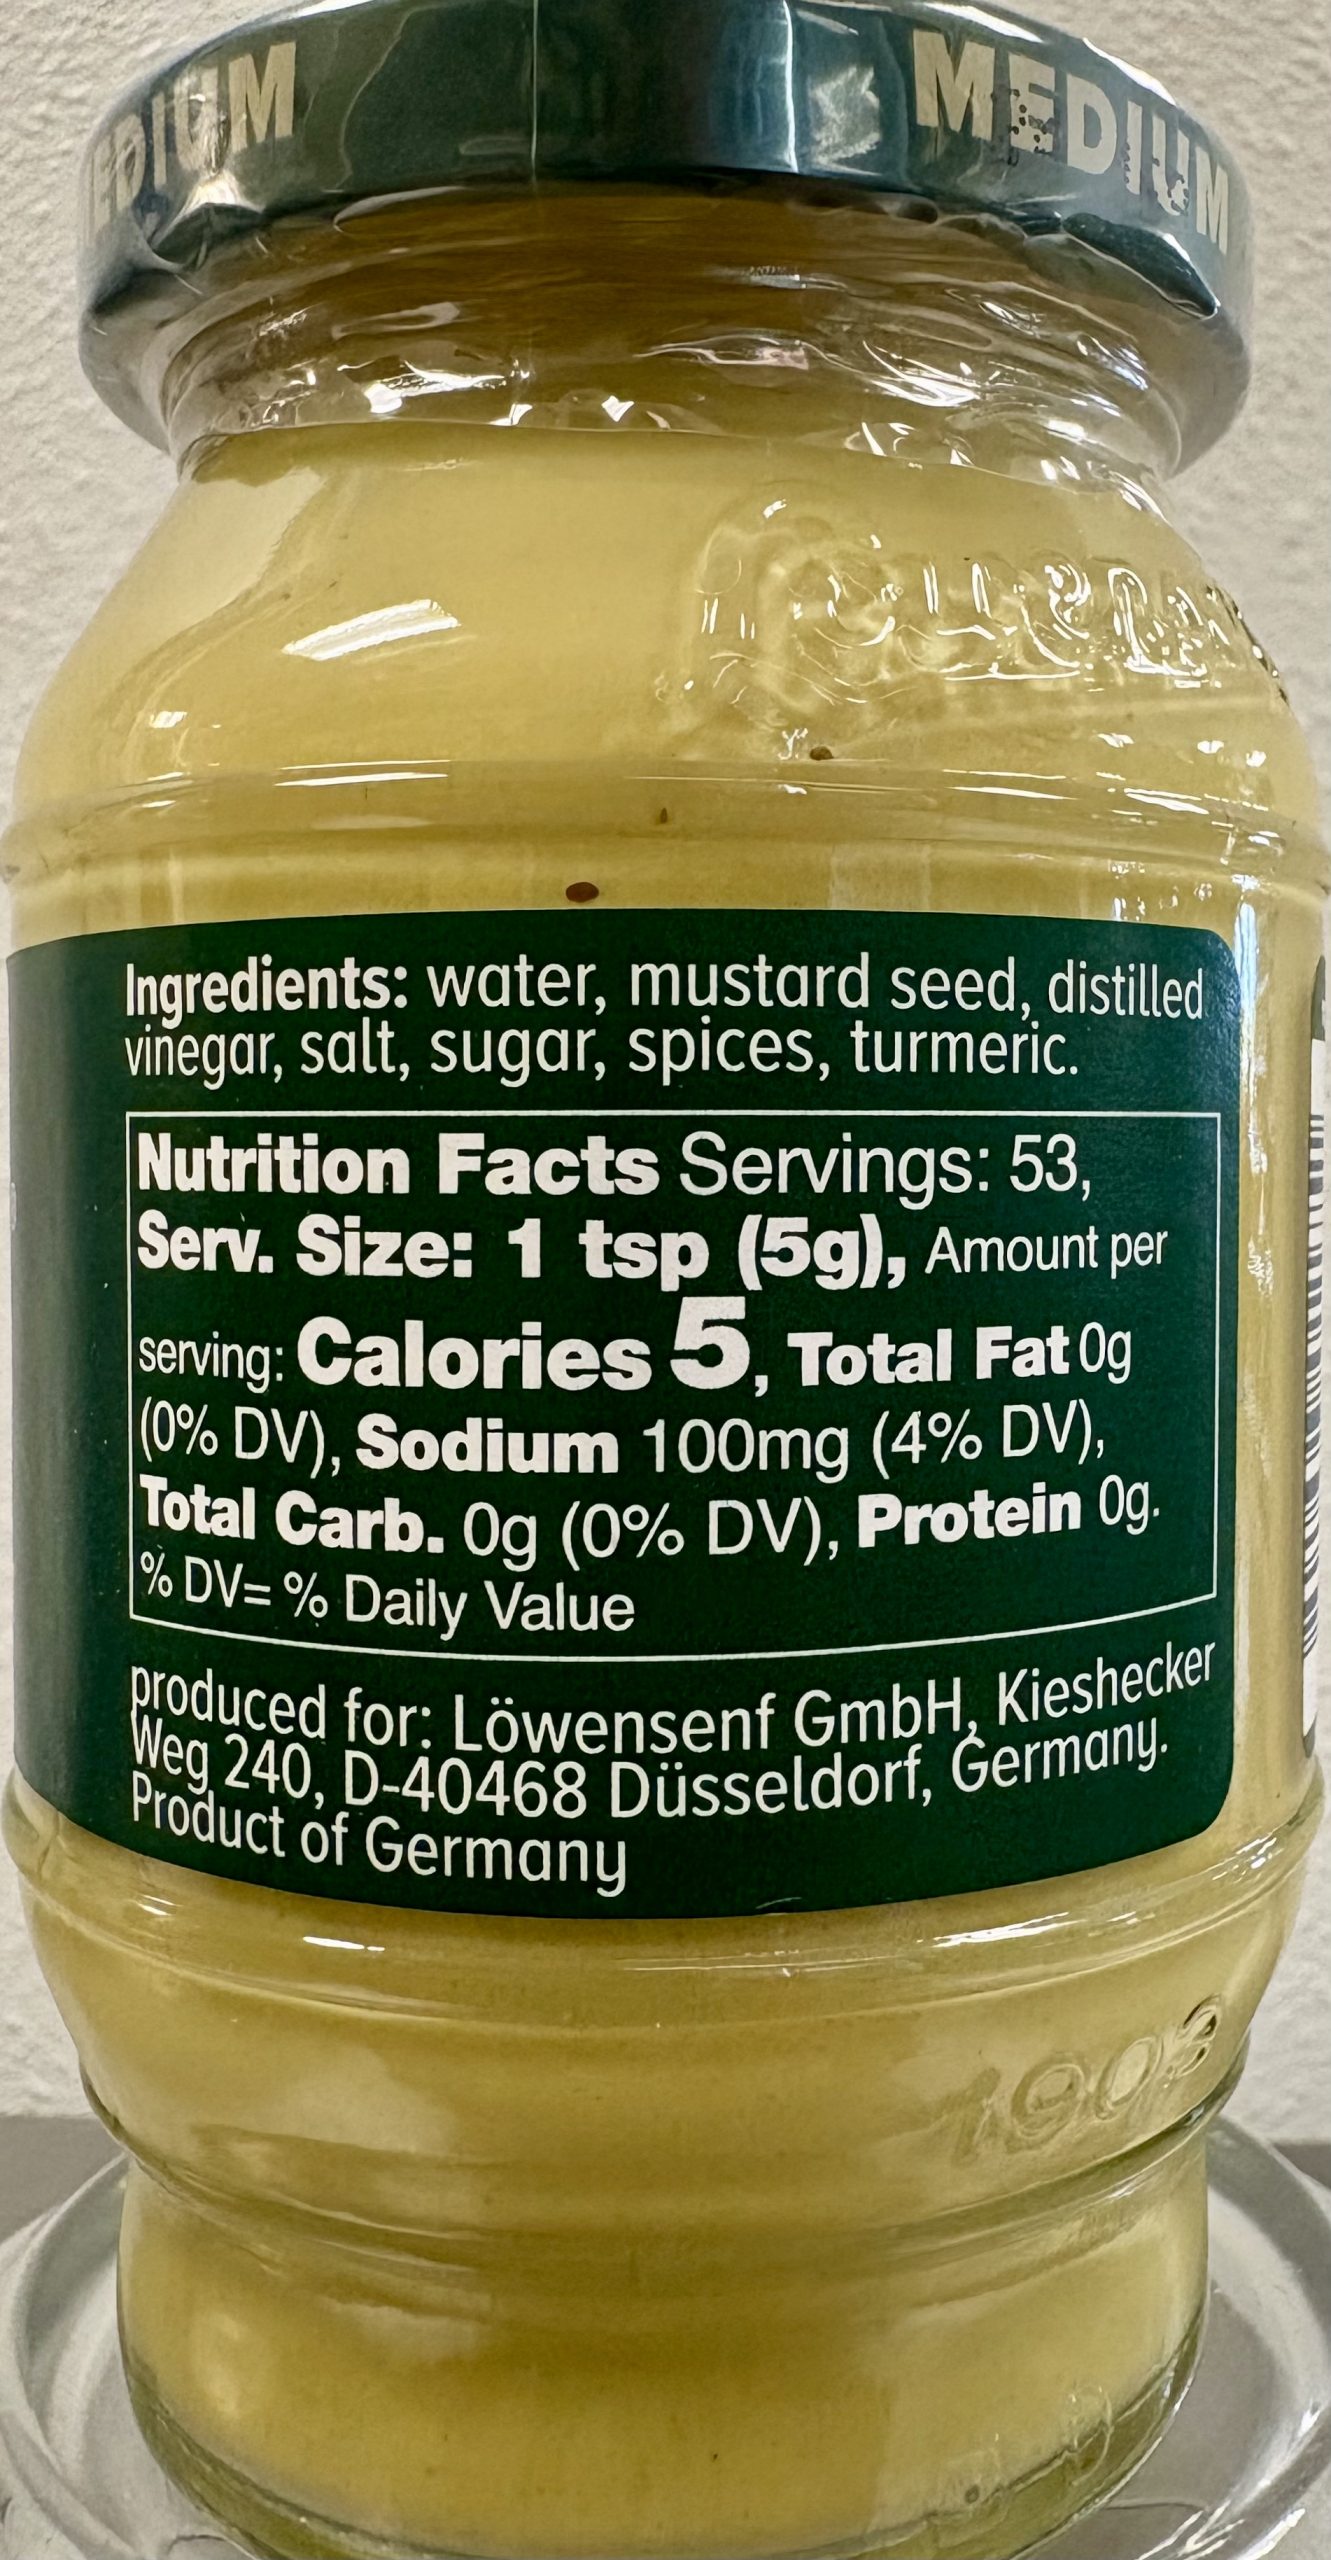 MEDIUM
MEDIUM
Ingredients: water, mustard seed, distilled
vinegar, salt, sugar, spices, turmeric.
Nutrition Facts Servings: 53,
Serv. Size: 1 tsp (5g), Amount per
serving: Calories 5, Total Fat 0g
(0% DV), Sodium 100mg (4% DV),
Total Carb. 0g (0% DV), Protein 0g.
% DV= % Daily Value
produced for: Löwensenf GmbH, Kieshecker
Weg 240, D-40468 Düsseldorf, Germany.
Product of Germany
1903